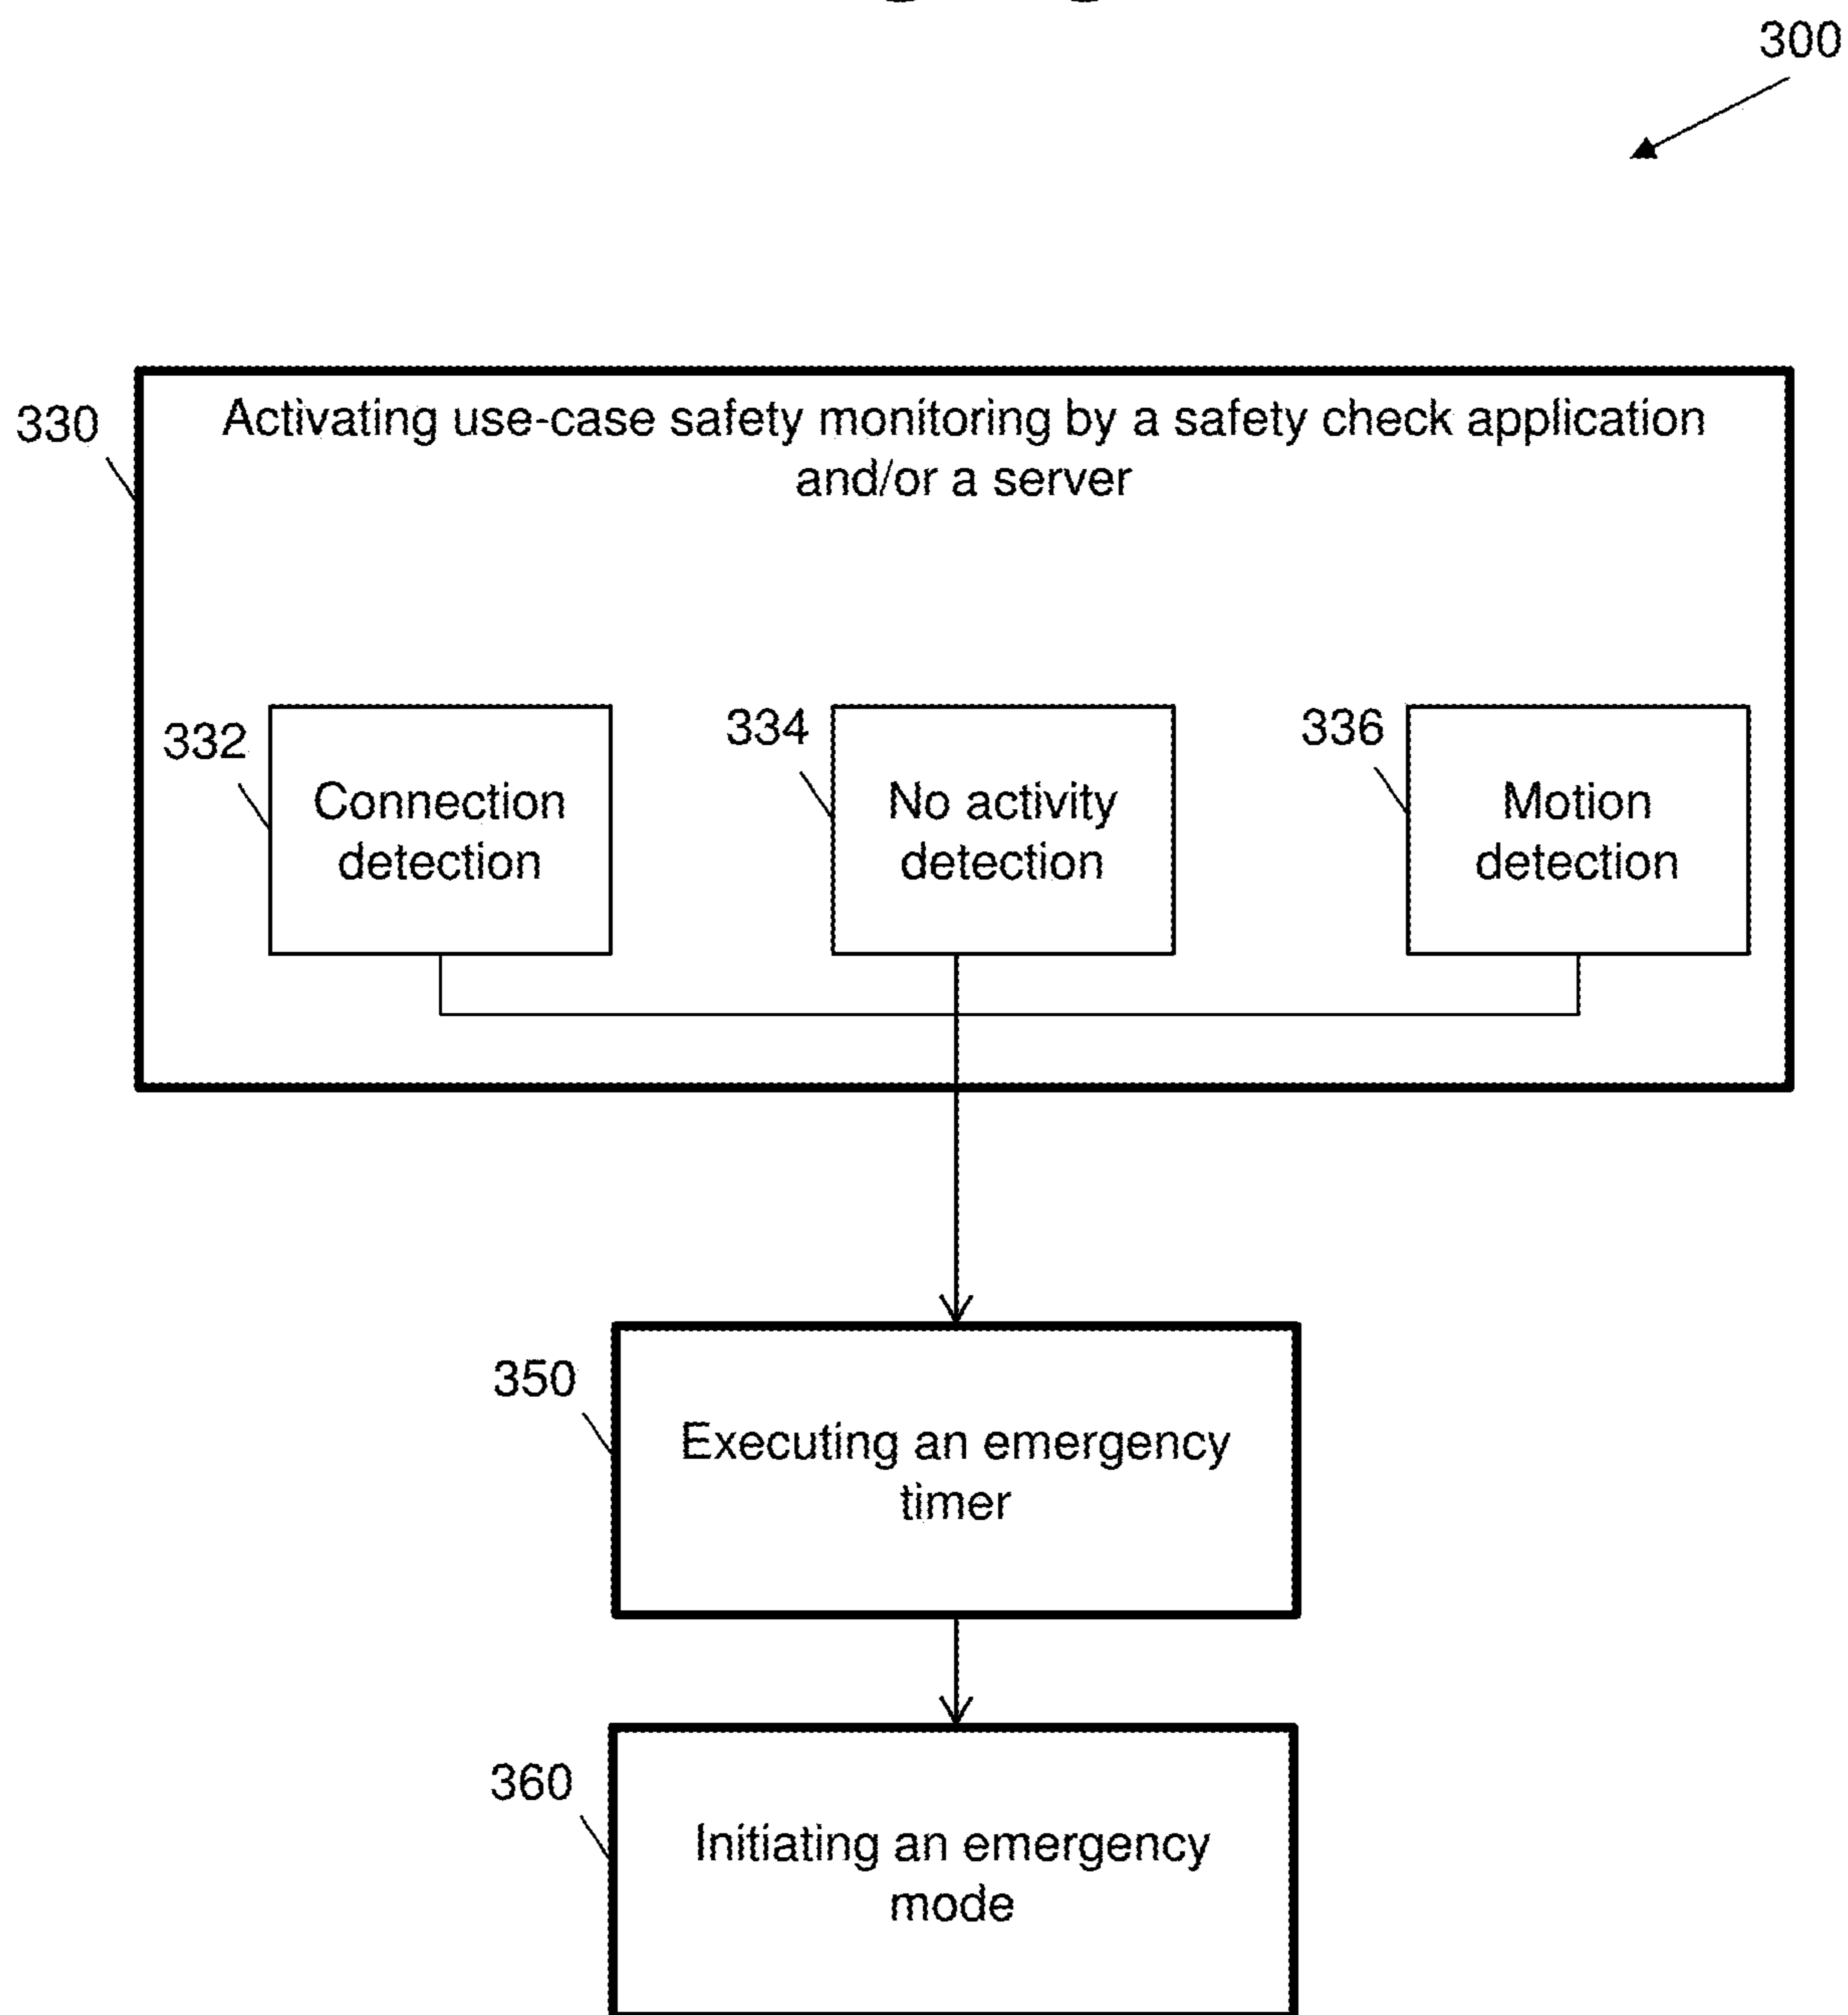 300
330
Activating use-case safety monitoring by a safety check application
and/or a server
332
Connection
detection
334
No activity
detection
336
Motion
detection
350
Executing an emergency
timer
360
Initiating an emergency
mode